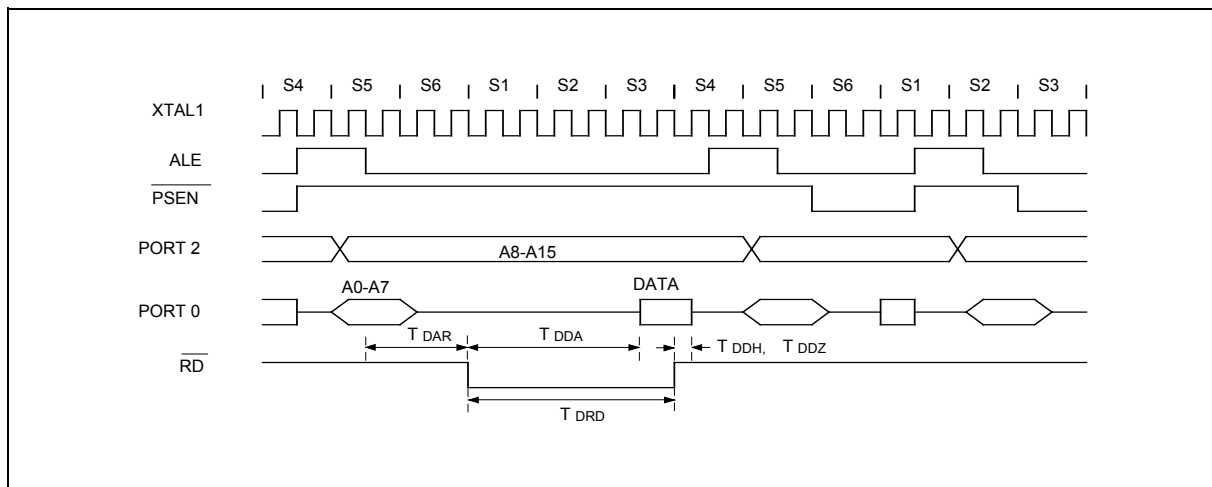 S4 S5 S6 S1 S2 S3 S4 S5 S6 S1 S2 S3
XTAL1
ALE
PSEN
PORT 2
A8-A15
A0-A7
DATA
PORT 0
T DAR
T DDA
T DDH, T DDZ
RD
T DRD